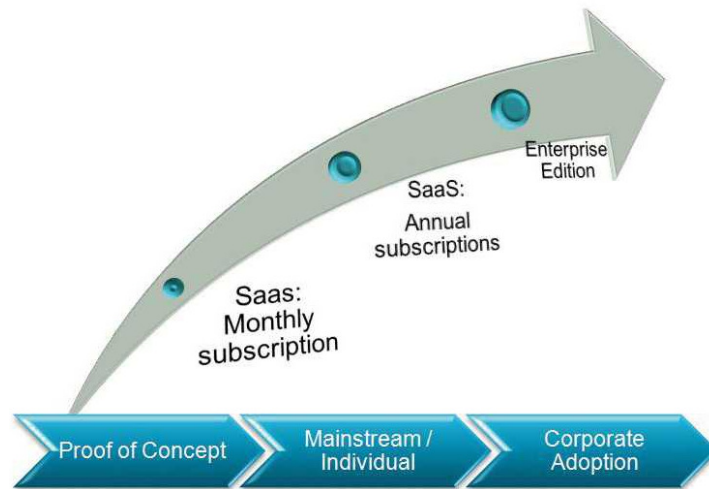 Enterprise
Edition
SaaS:
Annual
subscriptions
Saas:
Monthly
subscription
Proof of Concept
Mainstream /
Individual
Corporate
Adoption